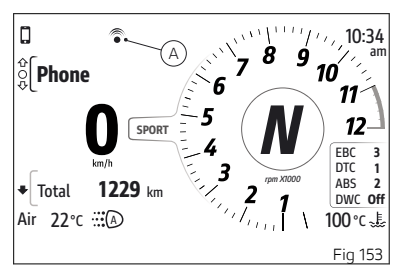 A
10:34
am
Phone
0
km/h
SPORT
N
rpm X1000
1
2
3
4
5
6
7
8
9
10
11
12
EBC 3
DTC 1
ABS 2
DWC Off
Total 1229 km
Air 22°C (A)
100 °C
Fig 153